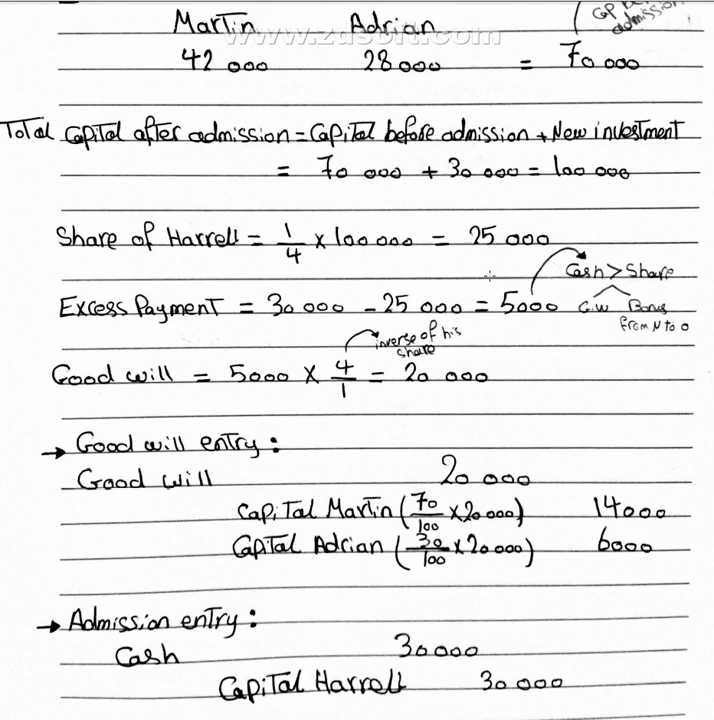 Martin Adrian
Cap admission
www.zdsoft.com
42 000 28 000 = 70 000
Total Capital after admission = Capital before admission + New investment
= 70 000 + 30 000 = 100 000
Share of Harrell = 1/4 x 100 000 = 25 000
Cash > Share
Excess Payment = 30 000 - 25 000 = 5000 G.W Bonus
from N to O
inverse of his
share
Good will = 5000 X 4/1 = 20 000
→ Good will entry :
Good will 20 000
Capital Martin (70/100 x 20 000) 14000
Capital Adrian (30/100 x 20 000) 6000
→ Admission entry :
Cash 30000
Capital Harrell 30 000